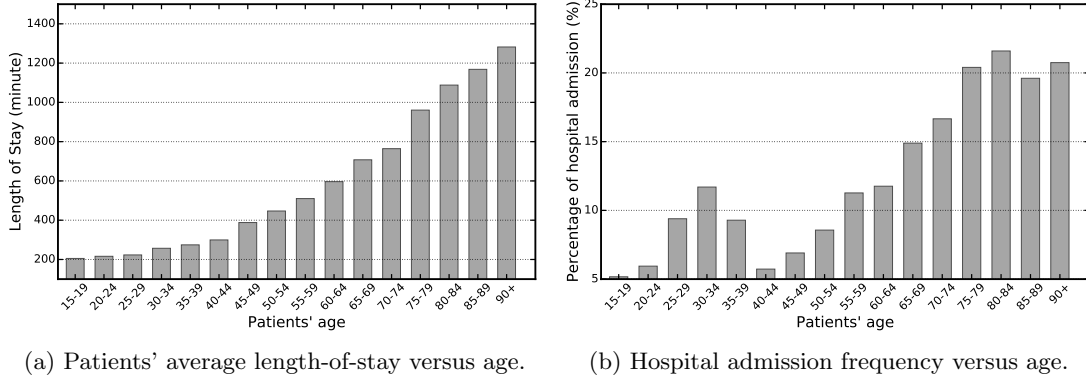 1400
1200
1000
800
600
400
200
Length of Stay (minute)
15-19 20-24 25-29 30-34 35-39 40-44 45-49 50-54 55-59 60-64 65-69 70-74 75-79 80-84 85-89 90+
Patients' age
(a) Patients' average length-of-stay versus age.
25
20
15
10
5
Percentage of hospital admission (%)
15-19 20-24 25-29 30-34 35-39 40-44 45-49 50-54 55-59 60-64 65-69 70-74 75-79 80-84 85-89 90+
Patients' age
(b) Hospital admission frequency versus age.